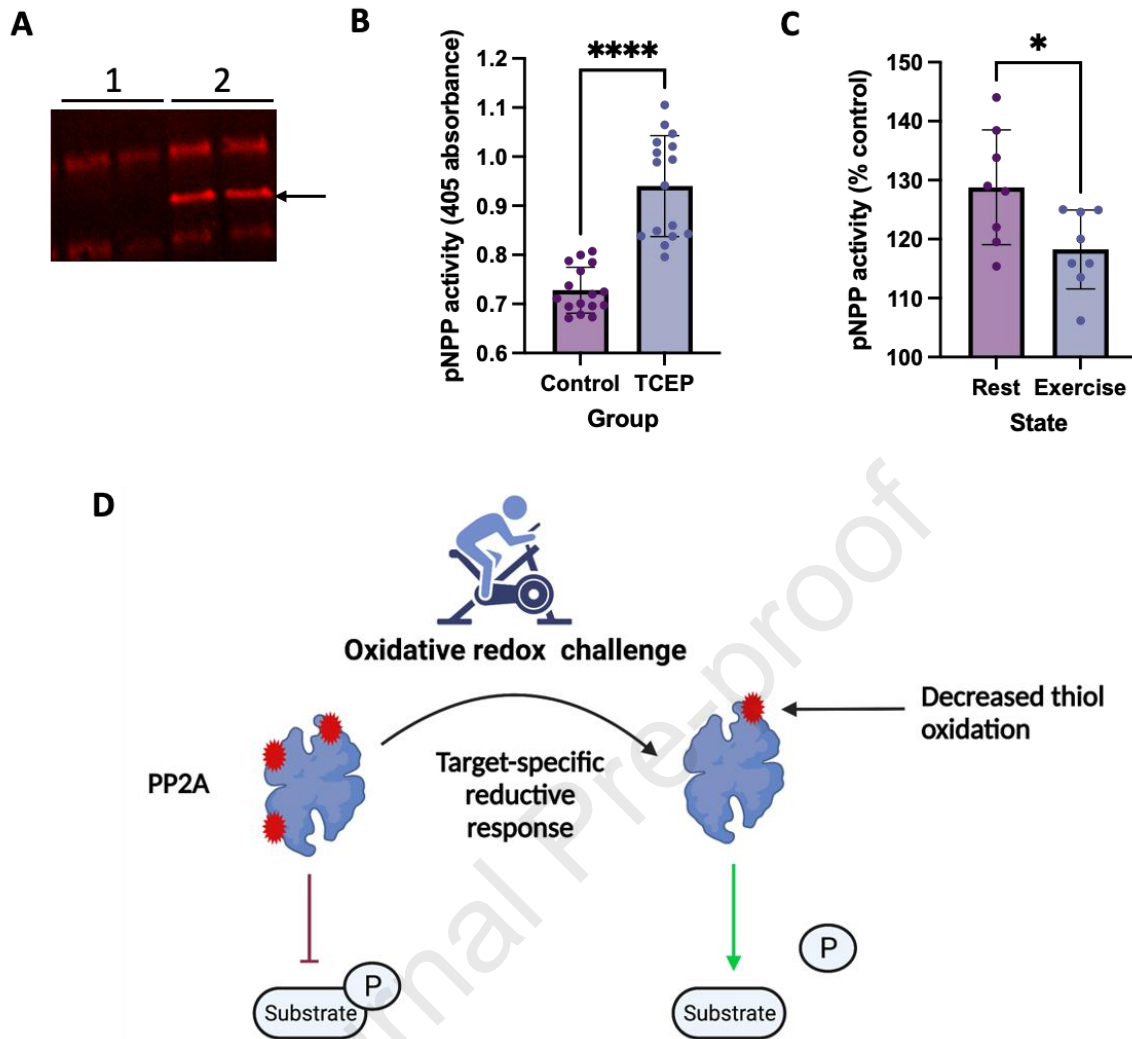 A
1 2
B
pNPP activity (405 absorbance)
1.2
1.1
1.0
0.9
0.8
0.7
0.6
****
Control TCEP
Group
C
pNPP activity (% control)
150
140
130
120
110
100
*
Rest Exercise
State
D
Oxidative redox challenge
PP2A
Target-specific
reductive
response
Decreased thiol
oxidation
P
Substrate
P
Substrate
urnal Pre-proof